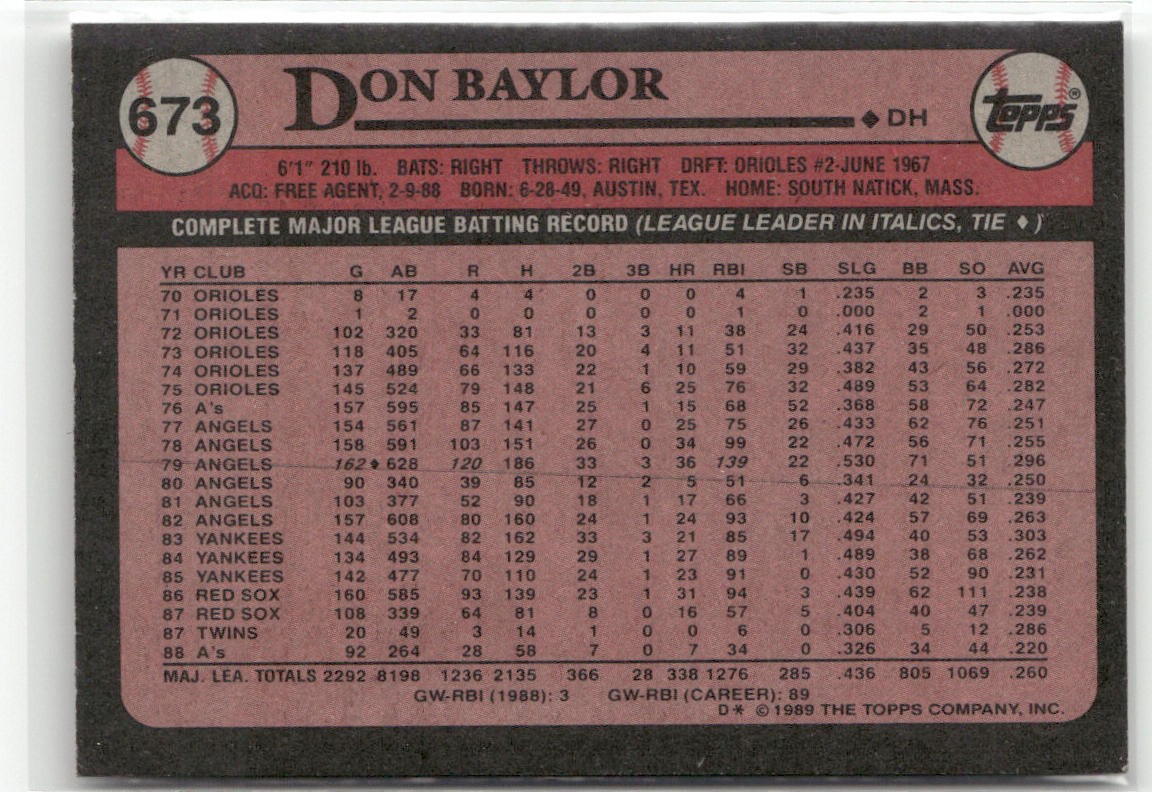 673
DON BAYLOR
♦ DH
Topps®
6'1" 210 lb. BATS: RIGHT THROWS: RIGHT DRFT: ORIOLES #2-JUNE 1967
ACQ: FREE AGENT, 2-9-88 BORN: 6-28-49, AUSTIN, TEX. HOME: SOUTH NATICK, MASS.
COMPLETE MAJOR LEAGUE BATTING RECORD (LEAGUE LEADER IN ITALICS, TIE ♦)
YR CLUB G AB R H 2B 3B HR RBI SB SLG BB SO AVG
70 ORIOLES 8 17 4 4 0 0 0 4 1 .235 2 3 .235
71 ORIOLES 1 2 0 0 0 0 0 1 0 .000 2 1 .000
72 ORIOLES 102 320 33 81 13 3 11 38 24 .416 29 50 .253
73 ORIOLES 118 405 64 116 20 4 11 51 32 .437 35 48 .286
74 ORIOLES 137 489 66 133 22 1 10 59 29 .382 43 56 .272
75 ORIOLES 145 524 79 148 21 6 25 76 32 .489 53 64 .282
76 A's 157 595 85 147 25 1 15 68 52 .368 58 72 .247
77 ANGELS 154 561 87 141 27 0 25 75 26 .433 62 76 .251
78 ANGELS 158 591 103 151 26 0 34 99 22 .472 56 71 .255
79 ANGELS 162♦ 628 120 186 33 3 36 139 22 .530 71 51 .296
80 ANGELS 90 340 39 85 12 2 5 51 6 .341 24 32 .250
81 ANGELS 103 377 52 90 18 1 17 66 3 .427 42 51 .239
82 ANGELS 157 608 80 160 24 1 24 93 10 .424 57 69 .263
83 YANKEES 144 534 82 162 33 3 21 85 17 .494 40 53 .303
84 YANKEES 134 493 84 129 29 1 27 89 1 .489 38 68 .262
85 YANKEES 142 477 70 110 24 1 23 91 0 .430 52 90 .231
86 RED SOX 160 585 93 139 23 1 31 94 3 .439 62 111 .238
87 RED SOX 108 339 64 81 8 0 16 57 5 .404 40 47 .239
87 TWINS 20 49 3 14 1 0 0 6 0 .306 5 12 .286
88 A's 92 264 28 58 7 0 7 34 0 .326 34 44 .220
MAJ. LEA. TOTALS 2292 8198 1236 2135 366 28 338 1276 285 .436 805 1069 .260
GW-RBI (1988): 3 GW-RBI (CAREER): 89
D* © 1989 THE TOPPS COMPANY, INC.